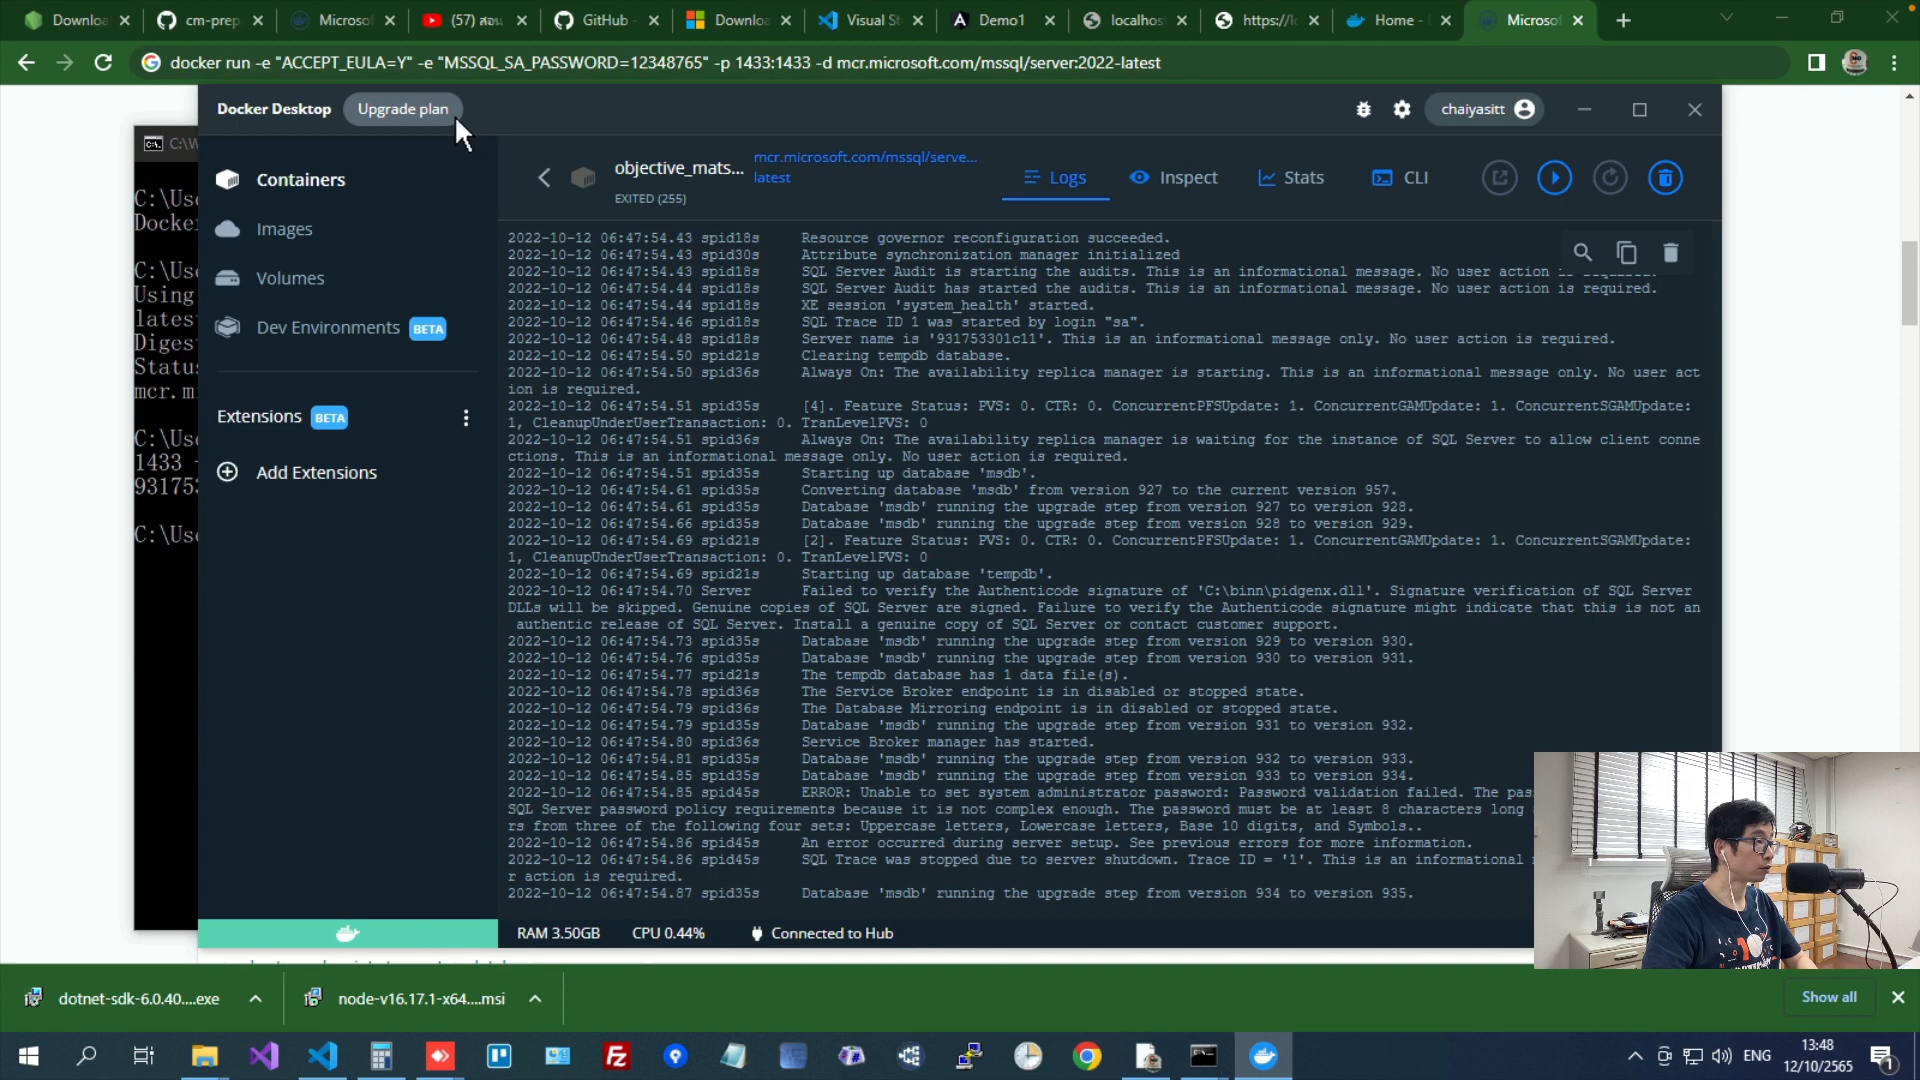 Downloa
cm-prep
Microsof
(57) สอน
GitHub -
Downloa
Visual St
Demo1
localhos
https://lo
Home -
Microsof
docker run -e "ACCEPT_EULA=Y" -e "MSSQL_SA_PASSWORD=12348765" -p 1433:1433 -d mcr.microsoft.com/mssql/server:2022-latest
Docker Desktop
Upgrade plan
chaiyasitt
C:\W
C:\Use
Docker
C:\Use
Using
latest
Digest
Status
mcr.mi
C:\Use
1433 -
931753
C:\Use
Containers
Images
Volumes
Dev Environments BETA
Extensions BETA
Add Extensions
objective_mats...
mcr.microsoft.com/mssql/serve...
latest
EXITED (255)
Logs
Inspect
Stats
CLI
2022-10-12 06:47:54.43 spid18s Resource governor reconfiguration succeeded.
2022-10-12 06:47:54.43 spid30s Attribute synchronization manager initialized
2022-10-12 06:47:54.43 spid18s SQL Server Audit is starting the audits. This is an informational message. No user action is required.
2022-10-12 06:47:54.44 spid18s SQL Server Audit has started the audits. This is an informational message. No user action is required.
2022-10-12 06:47:54.44 spid18s XE session 'system_health' started.
2022-10-12 06:47:54.46 spid18s SQL Trace ID 1 was started by login "sa".
2022-10-12 06:47:54.48 spid18s Server name is '931753301c11'. This is an informational message only. No user action is required.
2022-10-12 06:47:54.50 spid21s Clearing tempdb database.
2022-10-12 06:47:54.50 spid36s Always On: The availability replica manager is starting. This is an informational message only. No user act
ion is required.
2022-10-12 06:47:54.51 spid35s [4]. Feature Status: PVS: 0. CTR: 0. ConcurrentPFSUpdate: 1. ConcurrentGAMUpdate: 1. ConcurrentSGAMUpdate:
1, CleanupUnderUserTransaction: 0. TranLevelPVS: 0
2022-10-12 06:47:54.51 spid36s Always On: The availability replica manager is waiting for the instance of SQL Server to allow client conne
ctions. This is an informational message only. No user action is required.
2022-10-12 06:47:54.51 spid35s Starting up database 'msdb'.
2022-10-12 06:47:54.61 spid35s Converting database 'msdb' from version 927 to the current version 957.
2022-10-12 06:47:54.61 spid35s Database 'msdb' running the upgrade step from version 927 to version 928.
2022-10-12 06:47:54.66 spid35s Database 'msdb' running the upgrade step from version 928 to version 929.
2022-10-12 06:47:54.69 spid21s [2]. Feature Status: PVS: 0. CTR: 0. ConcurrentPFSUpdate: 1. ConcurrentGAMUpdate: 1. ConcurrentSGAMUpdate:
1, CleanupUnderUserTransaction: 0. TranLevelPVS: 0
2022-10-12 06:47:54.69 spid21s Starting up database 'tempdb'.
2022-10-12 06:47:54.70 Server Failed to verify the Authenticode signature of 'C:\binn\pidgenx.dll'. Signature verification of SQL Server
DLLs will be skipped. Genuine copies of SQL Server are signed. Failure to verify the Authenticode signature might indicate that this is not an
authentic release of SQL Server. Install a genuine copy of SQL Server or contact customer support.
2022-10-12 06:47:54.73 spid35s Database 'msdb' running the upgrade step from version 929 to version 930.
2022-10-12 06:47:54.76 spid35s Database 'msdb' running the upgrade step from version 930 to version 931.
2022-10-12 06:47:54.77 spid21s The tempdb database has 1 data file(s).
2022-10-12 06:47:54.78 spid36s The Service Broker endpoint is in disabled or stopped state.
2022-10-12 06:47:54.79 spid36s The Database Mirroring endpoint is in disabled or stopped state.
2022-10-12 06:47:54.79 spid35s Database 'msdb' running the upgrade step from version 931 to version 932.
2022-10-12 06:47:54.80 spid36s Service Broker manager has started.
2022-10-12 06:47:54.81 spid35s Database 'msdb' running the upgrade step from version 932 to version 933.
2022-10-12 06:47:54.85 spid35s Database 'msdb' running the upgrade step from version 933 to version 934.
2022-10-12 06:47:54.85 spid45s ERROR: Unable to set system administrator password: Password validation failed. The pas
SQL Server password policy requirements because it is not complex enough. The password must be at least 8 characters long
rs from three of the following four sets: Uppercase letters, Lowercase letters, Base 10 digits, and Symbols..
2022-10-12 06:47:54.86 spid45s An error occurred during server setup. See previous errors for more information.
2022-10-12 06:47:54.86 spid45s SQL Trace was stopped due to server shutdown. Trace ID = '1'. This is an informational
r action is required.
2022-10-12 06:47:54.87 spid35s Database 'msdb' running the upgrade step from version 934 to version 935.
RAM 3.50GB CPU 0.44% Connected to Hub
dotnet-sdk-6.0.40....exe
node-v16.17.1-x64....msi
Show all
ENG
13:48
12/10/2565
1